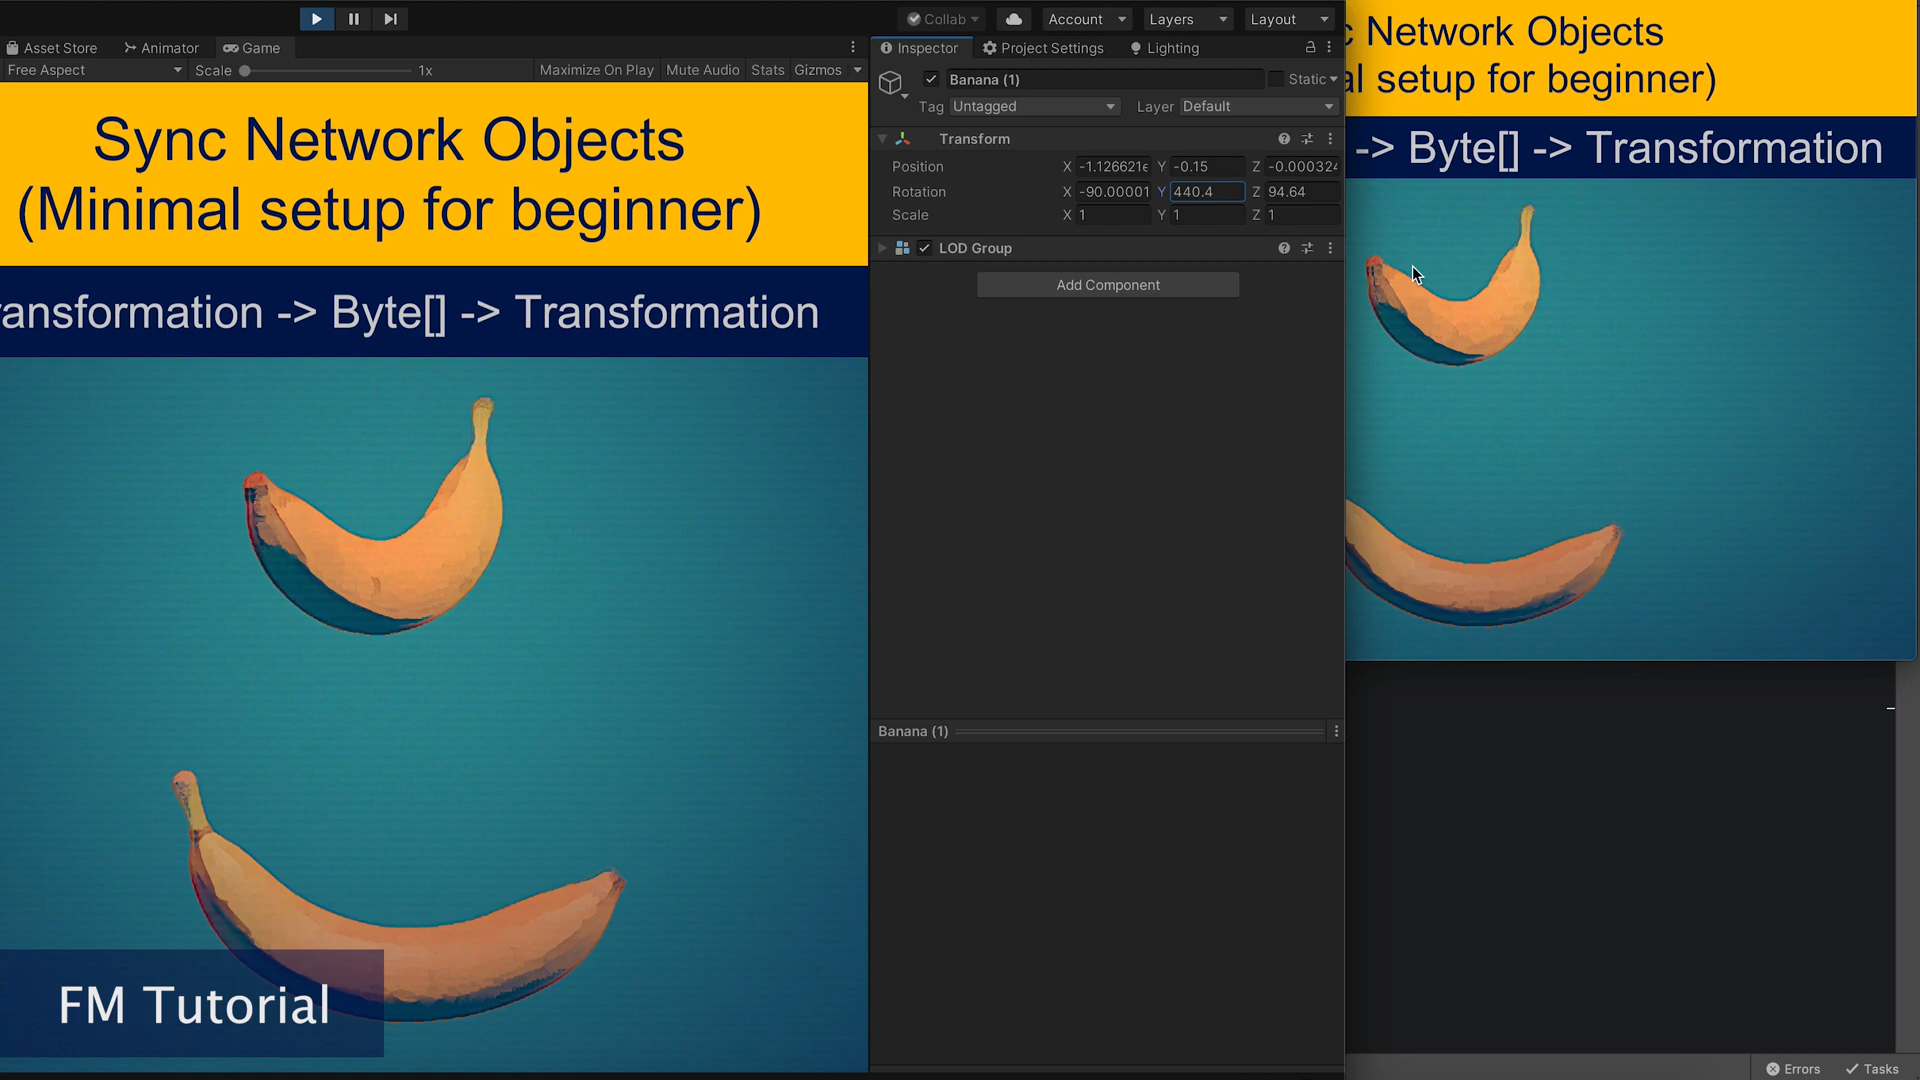 Collab
Account
Layers
Layout
Asset Store
Animator
Game
Free Aspect
Scale
1x
Maximize On Play
Mute Audio
Stats
Gizmos
Sync Network Objects
(Minimal setup for beginner)
ansformation -> Byte[] -> Transformation
FM Tutorial
Inspector
Project Settings
Lighting
Banana (1)
Static
Tag Untagged
Layer Default
Transform
Position X -1.126621e Y -0.15 Z -0.000324
Rotation X -90.00001 Y 440.4 Z 94.64
Scale X 1 Y 1 Z 1
LOD Group
Add Component
Banana (1)
Network Objects
al setup for beginner)
-> Byte[] -> Transformation
Errors
Tasks